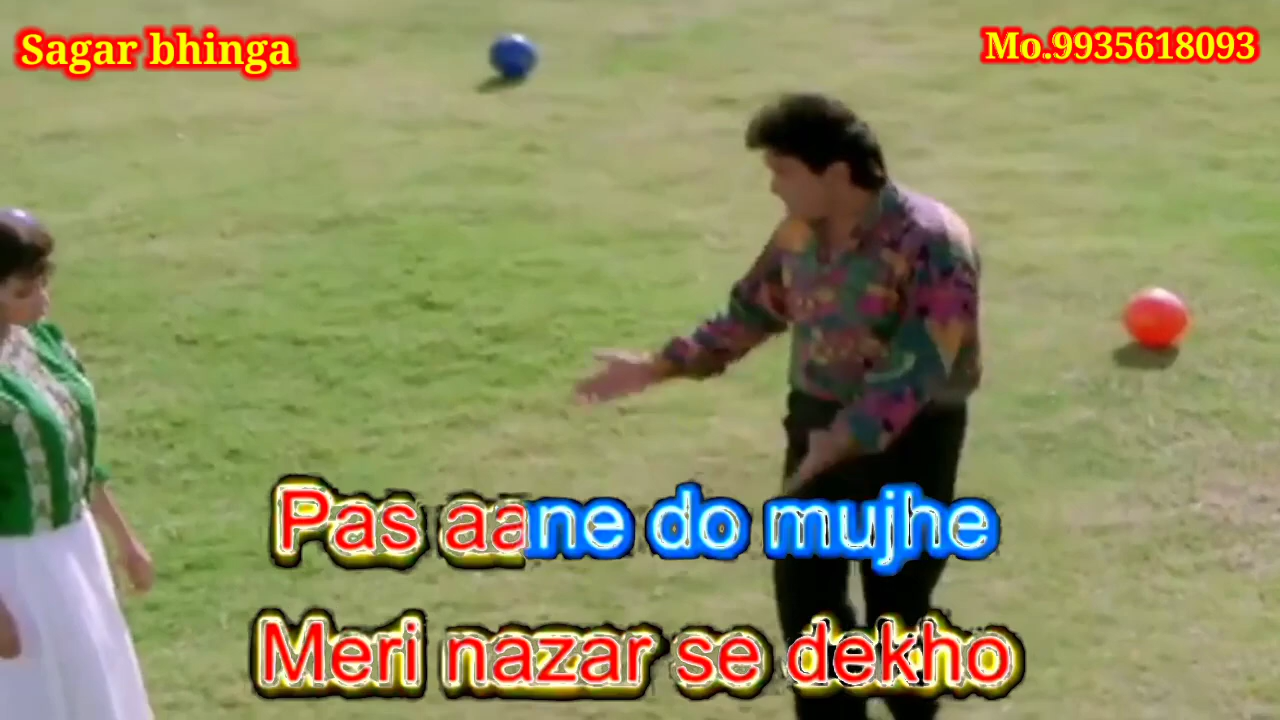 Sagar bhinga
Mo.9935618093
Pas aane do mujhe
Meri nazar se dekho